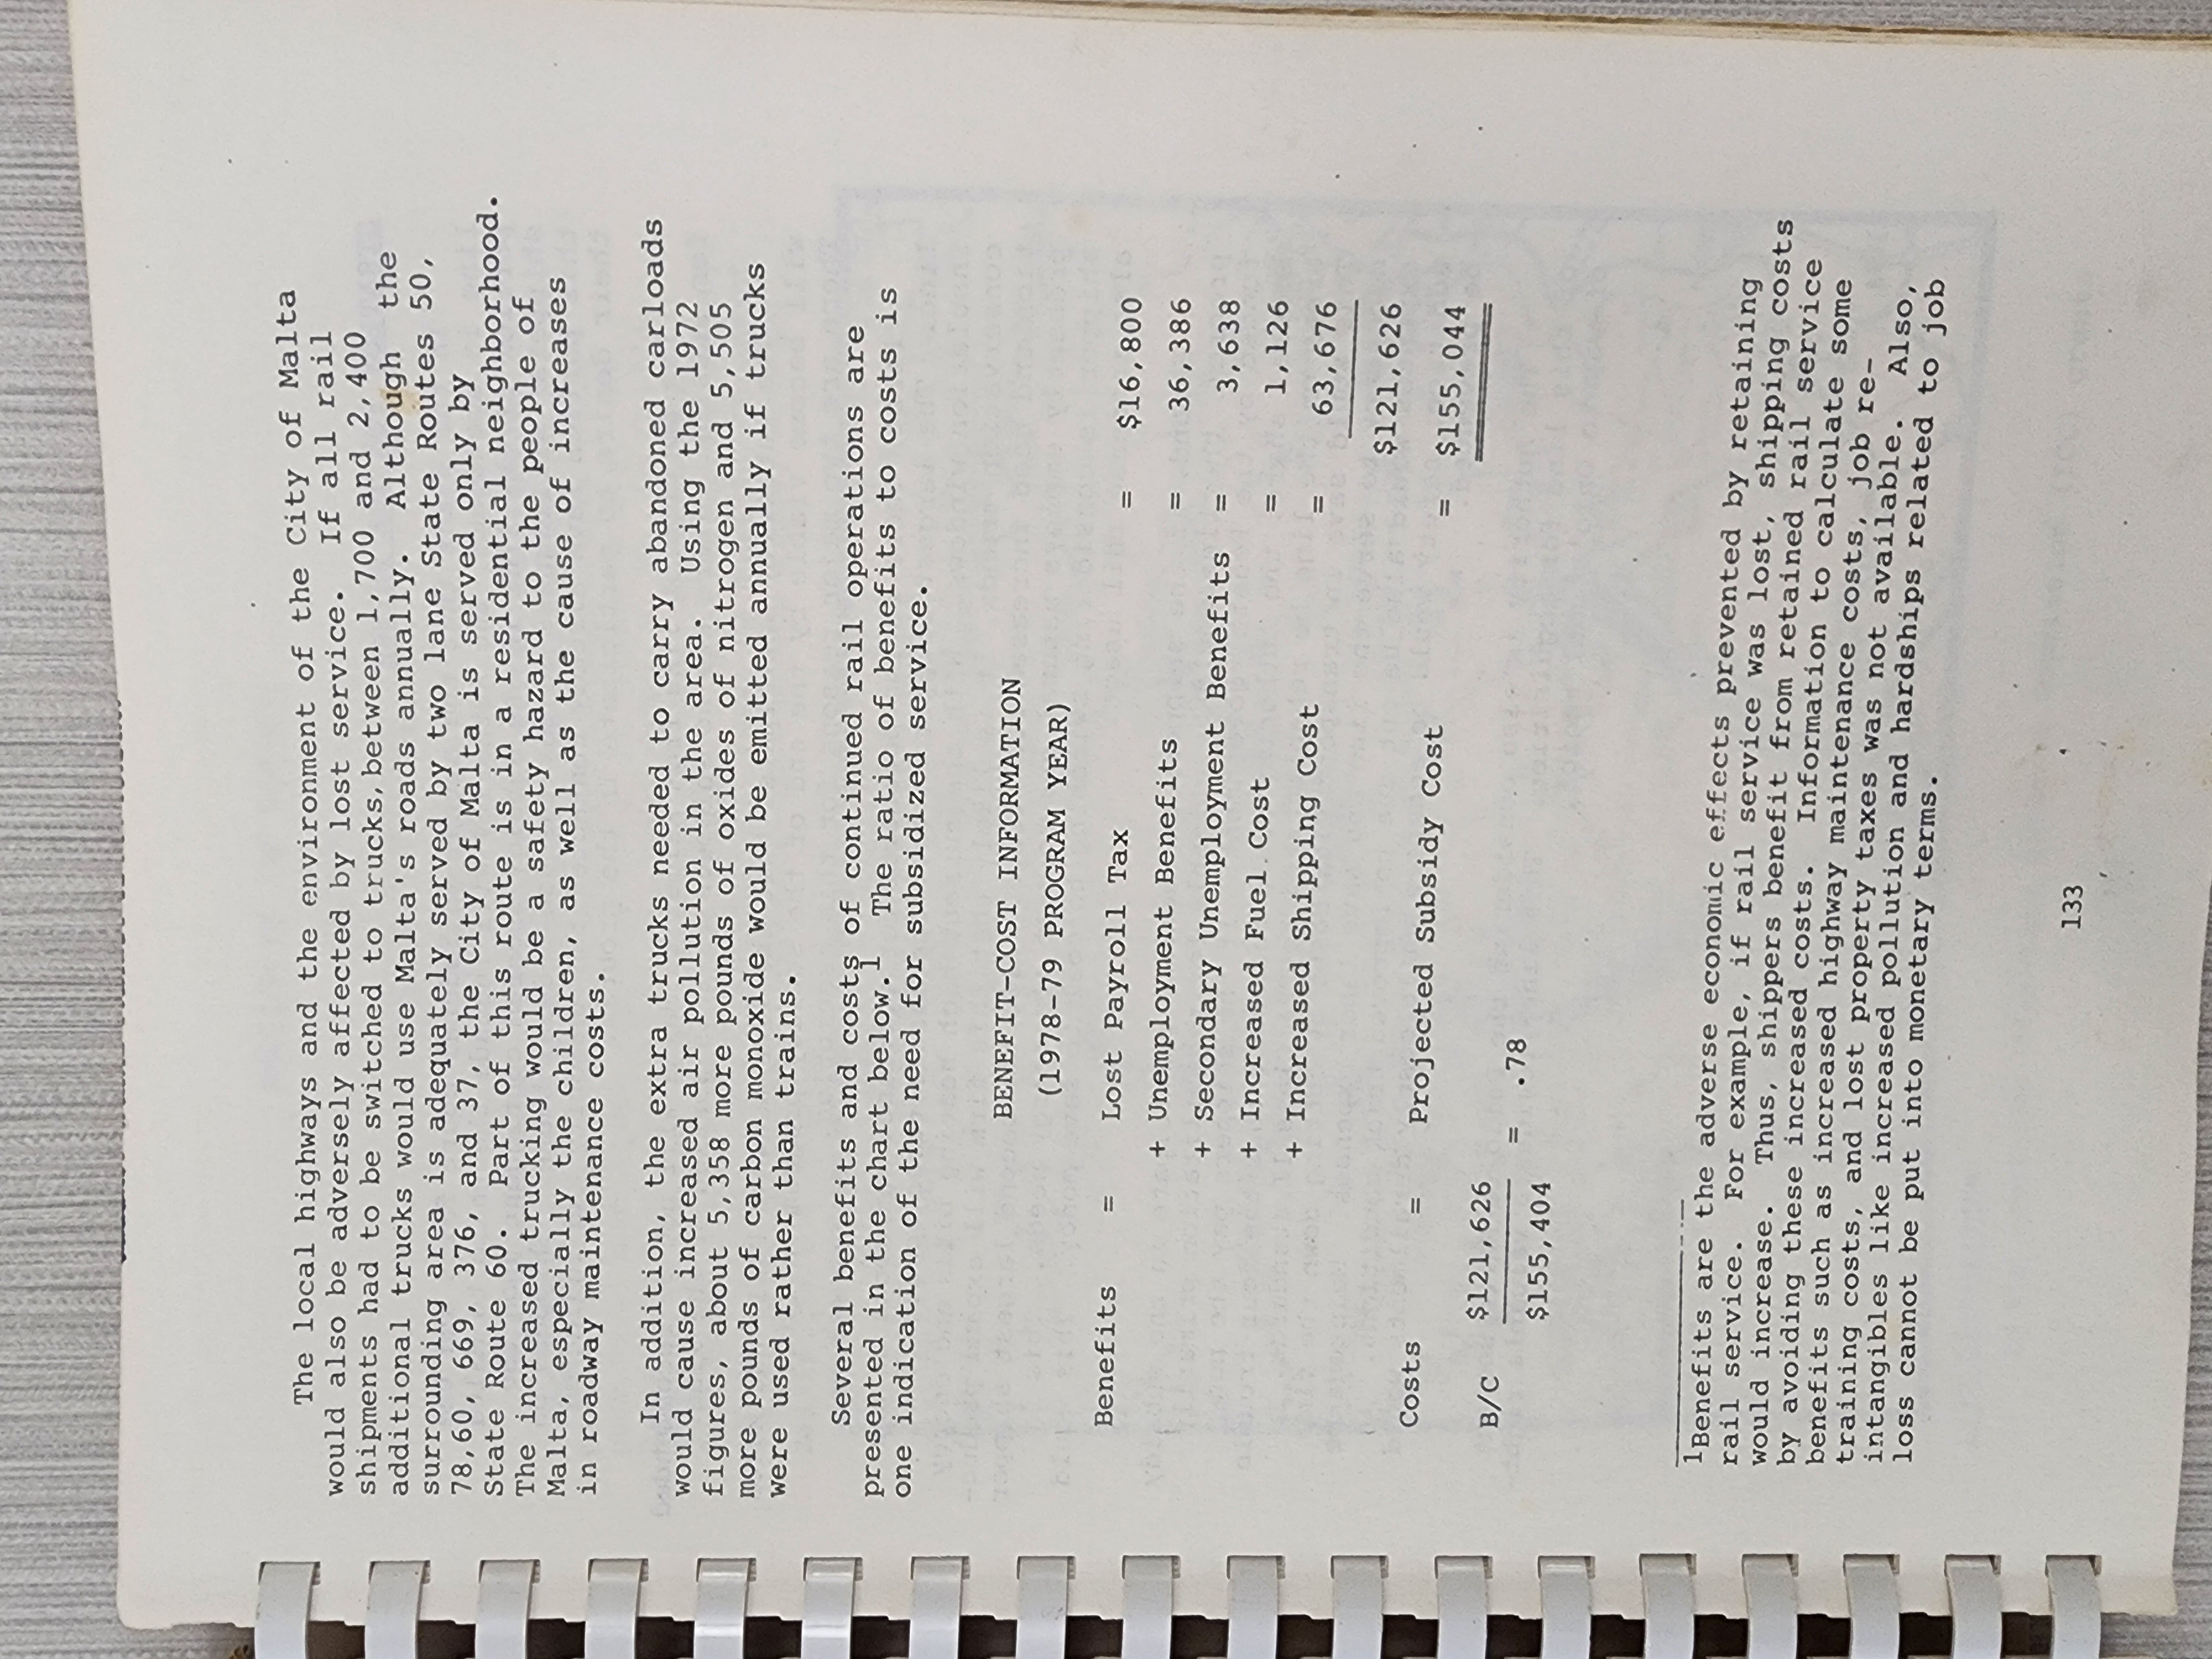 The local highways and the environment of the City of Malta
would also be adversely affected by lost service. If all rail
shipments had to be switched to trucks, between 1,700 and 2,400
additional trucks would use Malta's roads annually. Although the
surrounding area is adequately served by two lane State Routes 50,
78,60, 669, 376, and 37, the City of Malta is served only by
State Route 60. Part of this route is in a residential neighborhood.
The increased trucking would be a safety hazard to the people of
Malta, especially the children, as well as the cause of increases
in roadway maintenance costs.
In addition, the extra trucks needed to carry abandoned carloads
would cause increased air pollution in the area. Using the 1972
figures, about 5,358 more pounds of oxides of nitrogen and 5,505
more pounds of carbon monoxide would be emitted annually if trucks
were used rather than trains.
Several benefits and costs of continued rail operations are
presented in the chart below.1 The ratio of benefits to costs is
one indication of the need for subsidized service.
BENEFIT-COST INFORMATION
(1978-79 PROGRAM YEAR)
Benefits = Lost Payroll Tax = $16,800
+ Unemployment Benefits = 36,386
+ Secondary Unemployment Benefits = 3,638
+ Increased Fuel Cost = 1,126
+ Increased Shipping Cost = 63,676
$121,626
Costs = Projected Subsidy Cost = $155,044
B/C $121,626 = .78
$155,404
1Benefits are the adverse economic effects prevented by retaining
rail service. For example, if rail service was lost, shipping costs
would increase. Thus, shippers benefit from retained rail service
by avoiding these increased costs. Information to calculate some
benefits such as increased highway maintenance costs, job re-
training costs, and lost property taxes was not available. Also,
intangibles like increased pollution and hardships related to job
loss cannot be put into monetary terms.
133